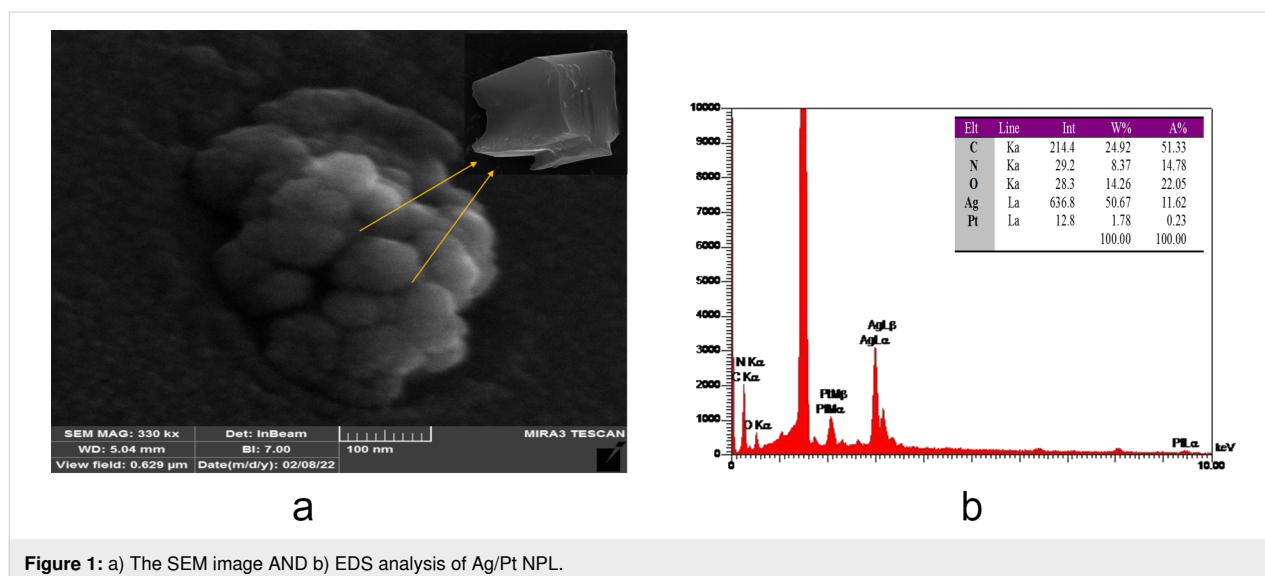 SEM MAG: 330 kx Det: InBeam MIRA3 TESCAN
WD: 5.04 mm BI: 7.00 100 nm
View field: 0.629 µm Date(m/d/y): 02/08/22
a
10000
9000
8000
7000
6000
5000
4000
3000
2000
1000
0
Elt Line Int W% A%
C Ka 214.4 24.92 51.33
N Ka 29.2 8.37 14.78
O Ka 28.3 14.26 22.05
Ag La 636.8 50.67 11.62
Pt La 12.8 1.78 0.23
100.00 100.00
AgLβ
AgLα
N Kα
C Kα
PtMβ
PtMα
O Kα
PtLα
0 10.00 keV
b
Figure 1: a) The SEM image AND b) EDS analysis of Ag/Pt NPL.